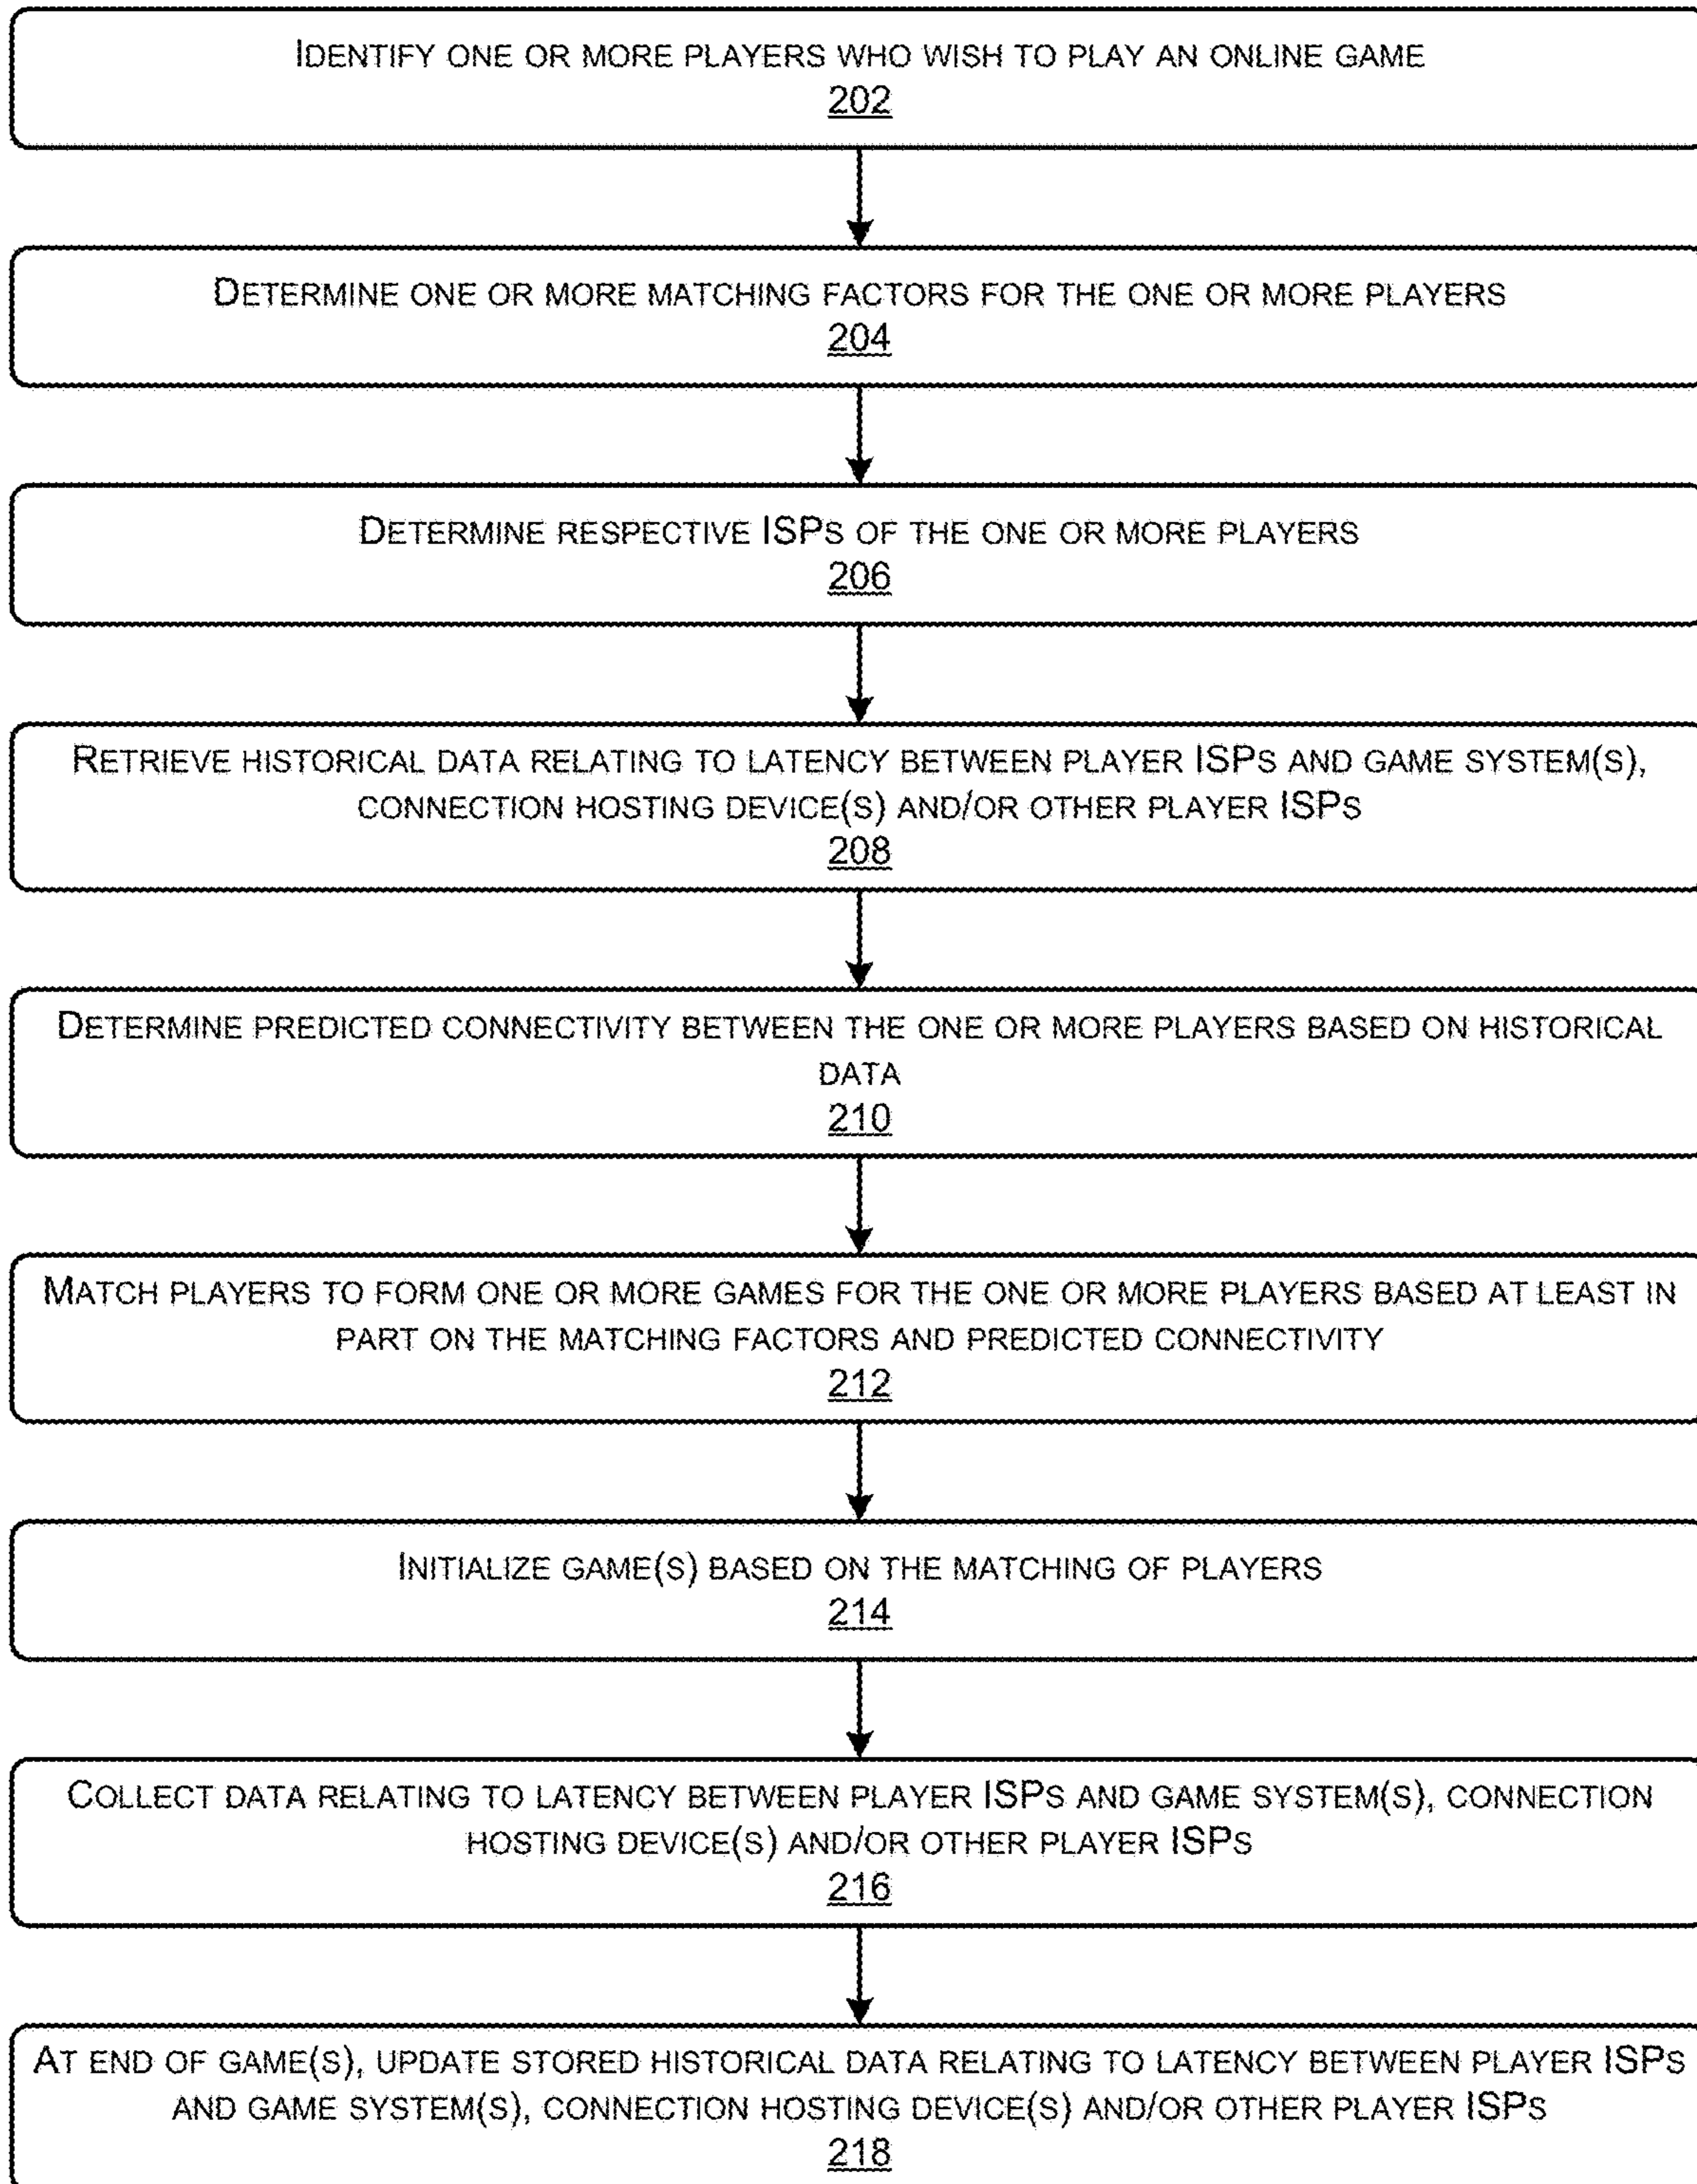 IDENTIFY ONE OR MORE PLAYERS WHO WISH TO PLAY AN ONLINE GAME
202
DETERMINE ONE OR MORE MATCHING FACTORS FOR THE ONE OR MORE PLAYERS
204
DETERMINE RESPECTIVE ISPS OF THE ONE OR MORE PLAYERS
206
RETRIEVE HISTORICAL DATA RELATING TO LATENCY BETWEEN PLAYER ISPS AND GAME SYSTEM(S),
CONNECTION HOSTING DEVICE(S) AND/OR OTHER PLAYER ISPS
208
DETERMINE PREDICTED CONNECTIVITY BETWEEN THE ONE OR MORE PLAYERS BASED ON HISTORICAL
DATA
210
MATCH PLAYERS TO FORM ONE OR MORE GAMES FOR THE ONE OR MORE PLAYERS BASED AT LEAST IN
PART ON THE MATCHING FACTORS AND PREDICTED CONNECTIVITY
212
INITIALIZE GAME(S) BASED ON THE MATCHING OF PLAYERS
214
COLLECT DATA RELATING TO LATENCY BETWEEN PLAYER ISPS AND GAME SYSTEM(S), CONNECTION
HOSTING DEVICE(S) AND/OR OTHER PLAYER ISPS
216
AT END OF GAME(S), UPDATE STORED HISTORICAL DATA RELATING TO LATENCY BETWEEN PLAYER ISPS
AND GAME SYSTEM(S), CONNECTION HOSTING DEVICE(S) AND/OR OTHER PLAYER ISPS
218